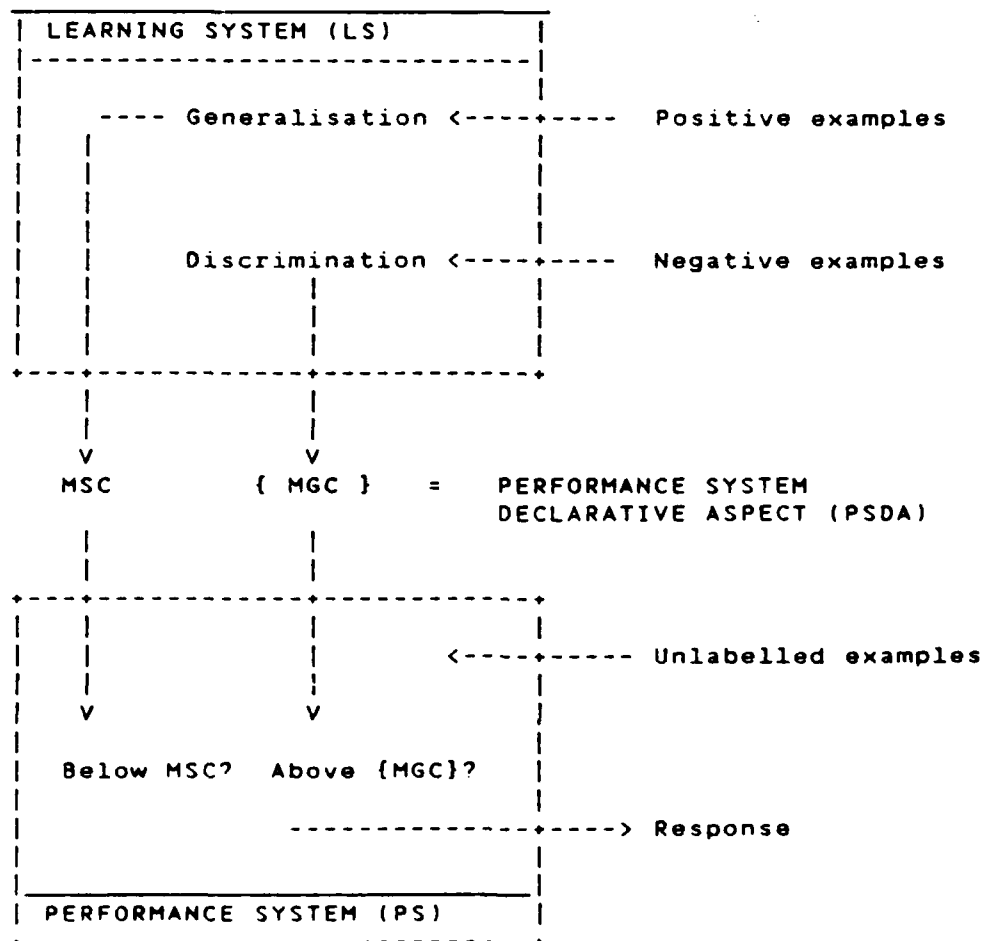 LEARNING SYSTEM (LS)
Generalisation <---- ---- Positive examples
Discrimination <---- ---- Negative examples
MSC { MGC } = PERFORMANCE SYSTEM
DECLARATIVE ASPECT (PSDA)
<---- ----- Unlabelled examples
Below MSC? Above {MGC}?
----> Response
PERFORMANCE SYSTEM (PS)